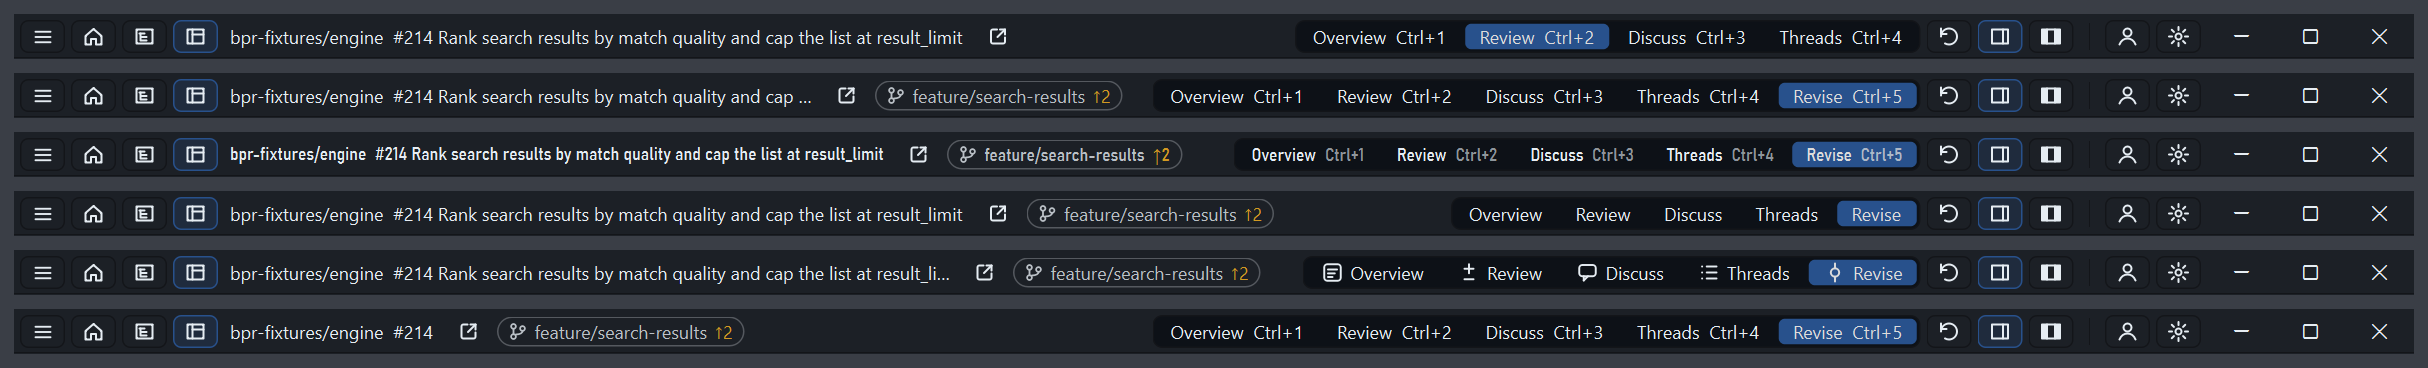 bpr-fixtures/engine #214 Rank search results by match quality and cap the list at result_limit Overview Ctrl+1 Review Ctrl+2 Discuss Ctrl+3 Threads Ctrl+4
bpr-fixtures/engine #214 Rank search results by match quality and cap ... feature/search-results ↑2 Overview Ctrl+1 Review Ctrl+2 Discuss Ctrl+3 Threads Ctrl+4 Revise Ctrl+5
bpr-fixtures/engine #214 Rank search results by match quality and cap the list at result_limit feature/search-results ↑2 Overview Ctrl+1 Review Ctrl+2 Discuss Ctrl+3 Threads Ctrl+4 Revise Ctrl+5
bpr-fixtures/engine #214 Rank search results by match quality and cap the list at result_limit feature/search-results ↑2 Overview Review Discuss Threads Revise
bpr-fixtures/engine #214 Rank search results by match quality and cap the list at result_li... feature/search-results ↑2 Overview Review Discuss Threads Revise
bpr-fixtures/engine #214 feature/search-results ↑2 Overview Ctrl+1 Review Ctrl+2 Discuss Ctrl+3 Threads Ctrl+4 Revise Ctrl+5